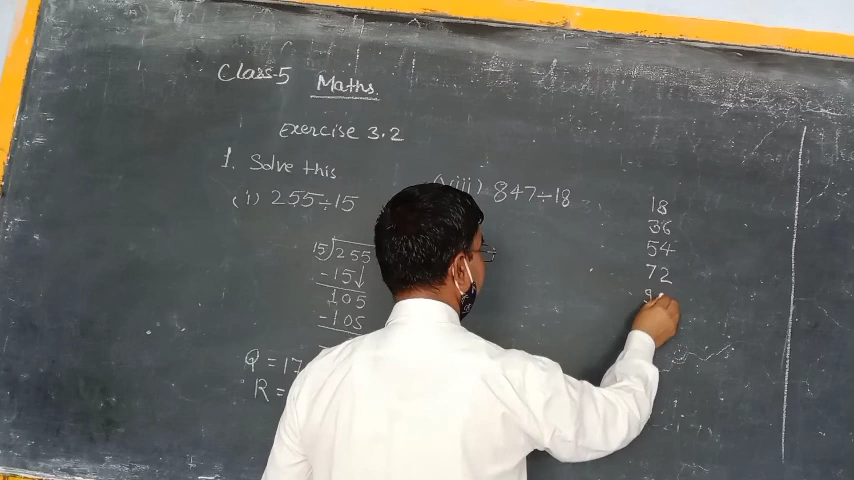 Class-5 Maths
Exercise 3.2
1. Solve this
(i) 255÷15
15)255
-15↓
105
-105
Q = 17
R =
(viii) 847÷18
18
36
54
72
9